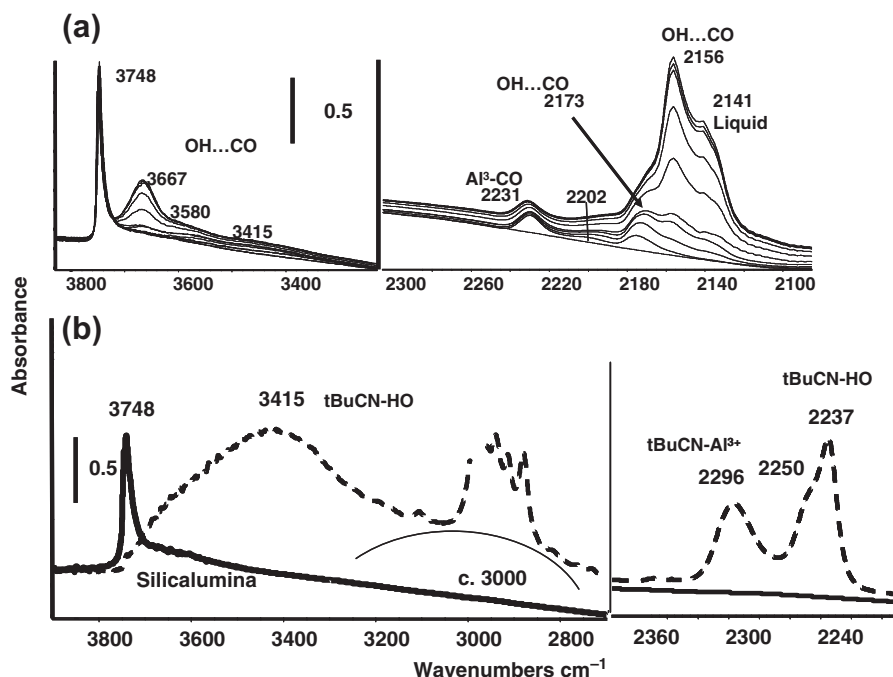 (a)
OH...CO
2156
3748
OH...CO
2173
2141
Liquid
0.5
OH...CO
3667
Al³-CO
2231
2202
3580
3415
3800 3600 3400
2300 2260 2220 2180 2140 2100
Absorbance
(b)
3748
3415 tBuCN-HO
tBuCN-HO
2237
tBuCN-Al³⁺
2296
2250
0.5
Silicalumina
c. 3000
3800 3600 3400 3200 3000 2800
2360 2300 2240
Wavenumbers cm⁻¹